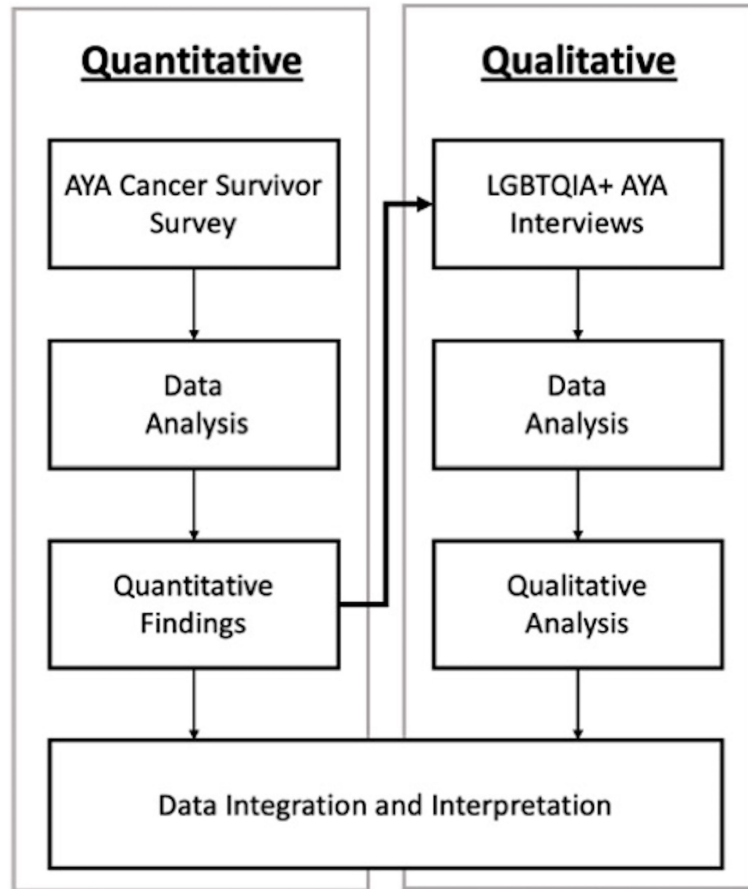 Quantitative
AYA Cancer Survivor
Survey
Data
Analysis
Quantitative
Findings
Qualitative
LGBTQIA+ AYA
Interviews
Data
Analysis
Qualitative
Analysis
Data Integration and Interpretation